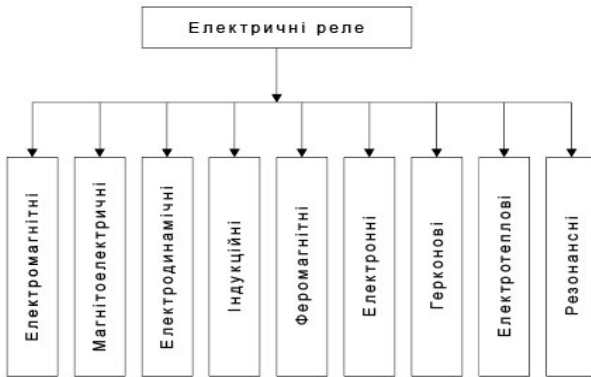 Електричні реле
Електромагнітні
Магнітоелектричні
Електродинамічні
Індукційні
Феромагнітні
Електронні
Герконові
Електротеплові
Резонансні